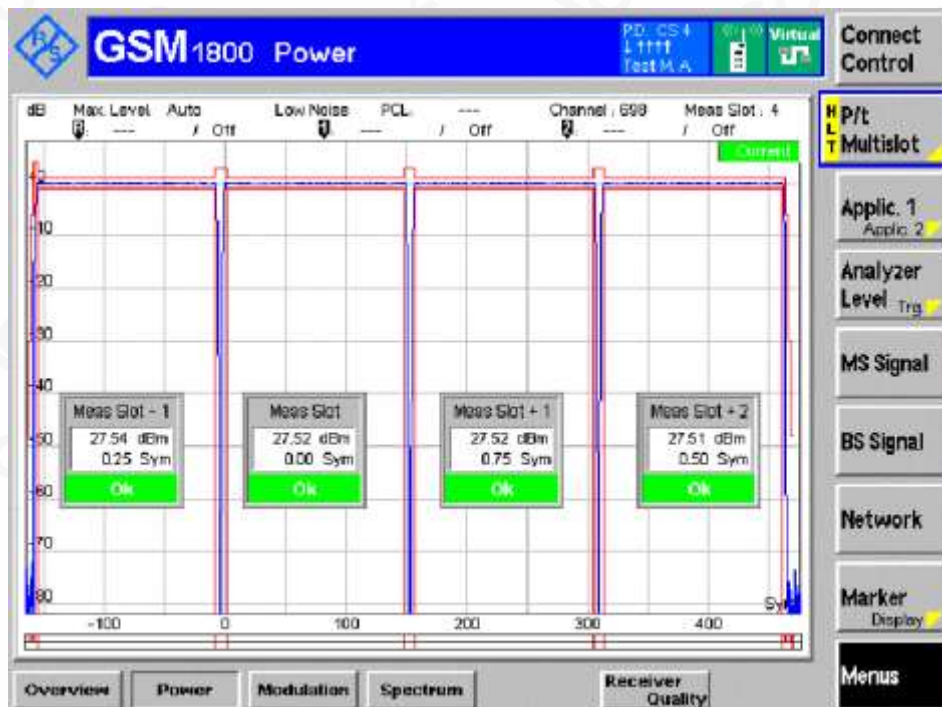 GSM 1800 Power
P.D. CS 4
Test M. A.
Virtual
Connect Control
dB Max. Level Auto Low Noise PCL: --- Channel : 698 Meas Slot : 4
--- / Off 1 --- / Off 2 --- / Off
Current
HLT P/t Multislot
Applic. 1
Applic. 2
Analyzer Level Trg.
MS Signal
BS Signal
Network
Marker
Display
Menus
-10
-20
-30
-40
-50
-60
-70
-80
Meas Slot - 1
27.54 dBm
0.25 Sym
Ok
Meas Slot
27.52 dBm
0.00 Sym
Ok
Meas Slot + 1
27.52 dBm
0.75 Sym
Ok
Meas Slot + 2
27.51 dBm
0.50 Sym
Ok
-100 0 100 200 300 400
Overview Power Modulation Spectrum Receiver Quality